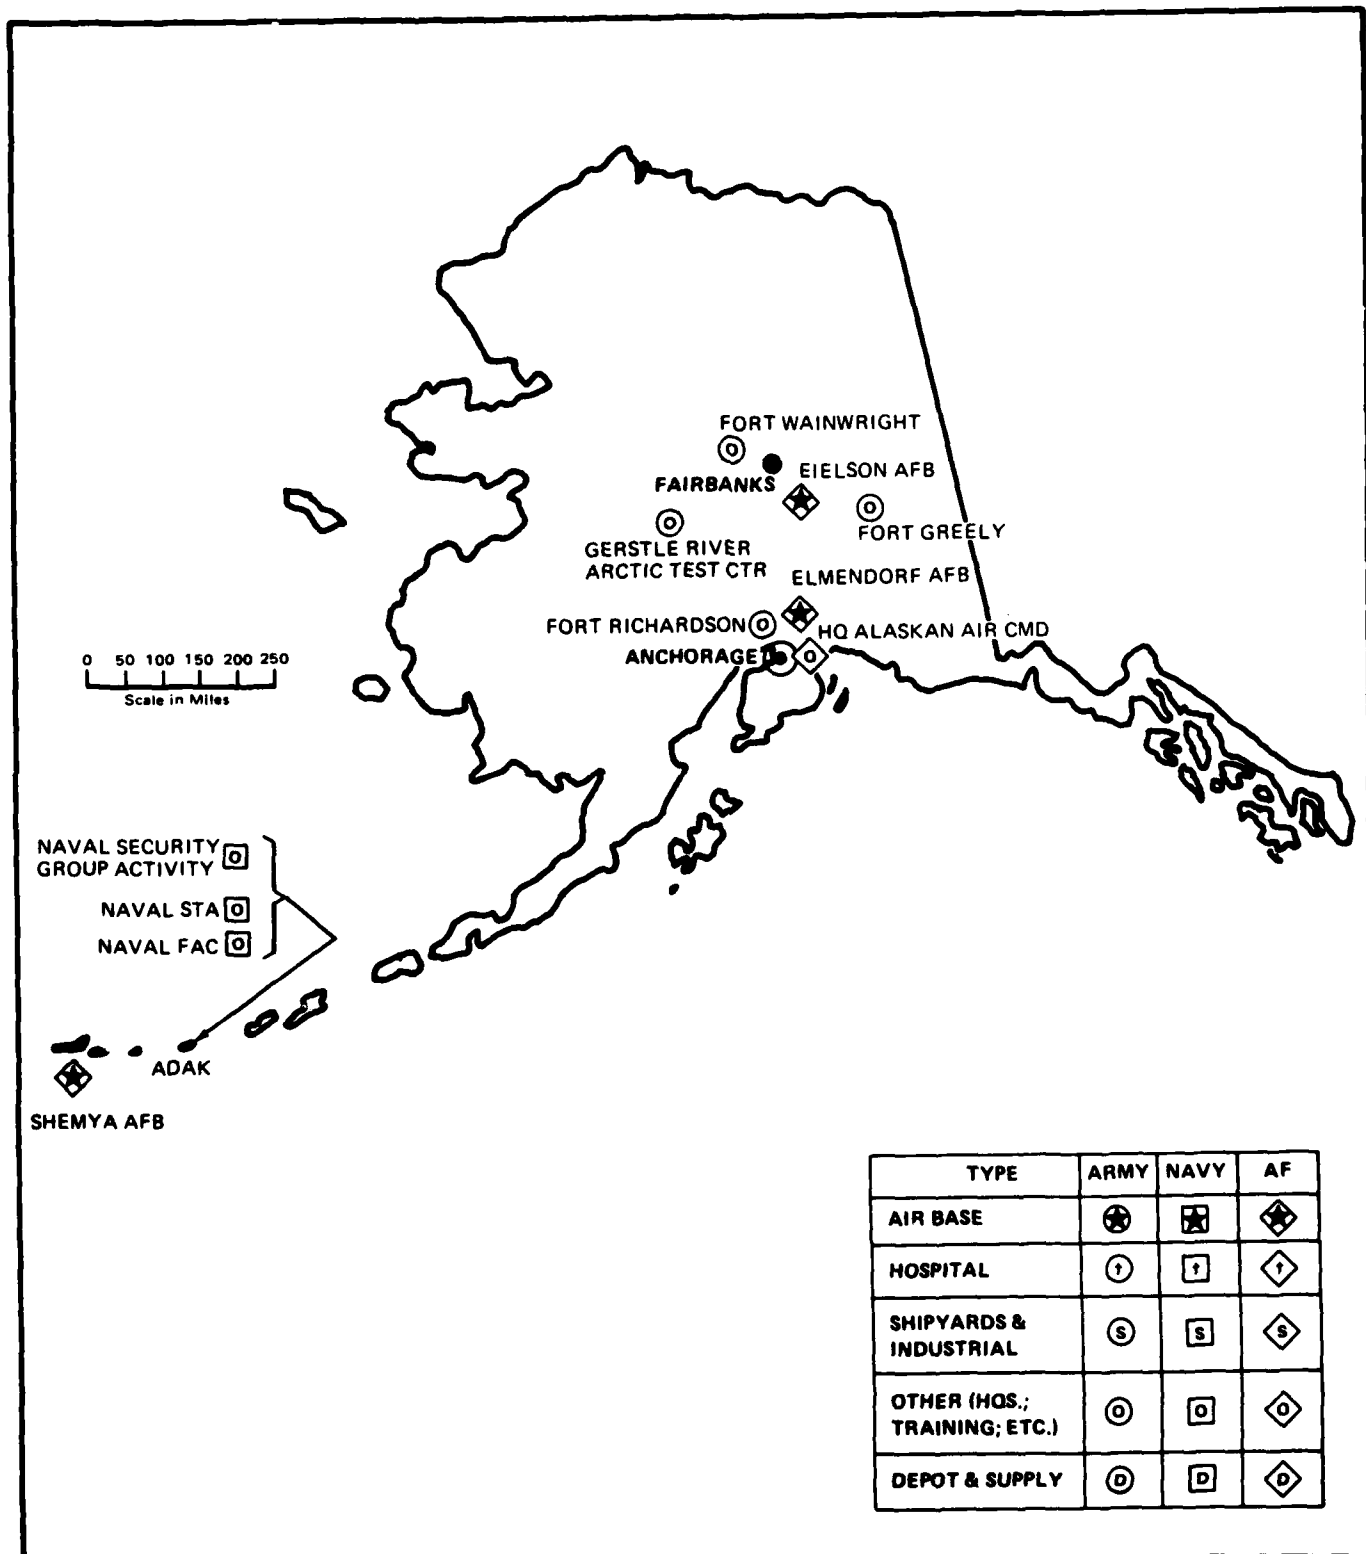 FORT WAINWRIGHT
O
FAIRBANKS
EIELSON AFB
O
FORT GREELY
O
GERSTLE RIVER
ARCTIC TEST CTR
ELMENDORF AFB
FORT RICHARDSON O
HQ ALASKAN AIR CMD
ANCHORAGE O
0 50 100 150 200 250
Scale in Miles
NAVAL SECURITY
GROUP ACTIVITY O
NAVAL STA O
NAVAL FAC O
ADAK
SHEMYA AFB
TYPE ARMY NAVY AF
AIR BASE
HOSPITAL † † †
SHIPYARDS &
INDUSTRIAL S S S
OTHER (HQS.;
TRAINING; ETC.) O O O
DEPOT & SUPPLY D D D